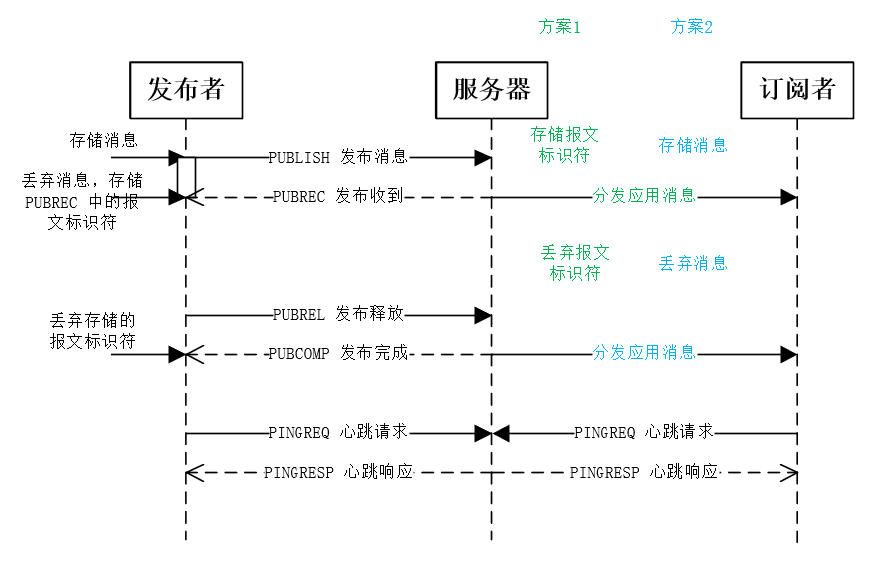 方案1
方案2
发布者
服务器
订阅者
存储消息
PUBLISH 发布消息
存储报文
标识符
存储消息
丢弃消息，存储
PUBREC 中的报
文标识符
PUBREC 发布收到
分发应用消息
丢弃报文
标识符
丢弃消息
丢弃存储的
报文标识符
PUBREL 发布释放
PUBCOMP 发布完成
分发应用消息
PINGREQ 心跳请求
PINGREQ 心跳请求
PINGRESP 心跳响应
PINGRESP 心跳响应